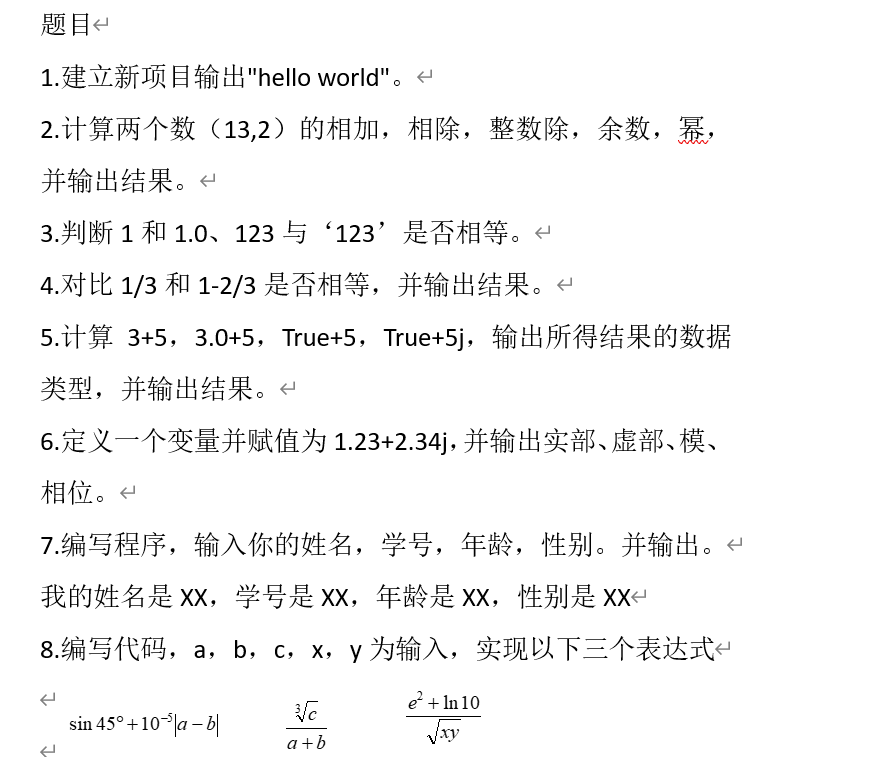 题目
1.建立新项目输出"hello world"。
2.计算两个数（13,2）的相加，相除，整数除，余数，幂，
并输出结果。
3.判断 1 和 1.0、123 与‘123’是否相等。
4.对比 1/3 和 1-2/3 是否相等，并输出结果。
5.计算 3+5，3.0+5，True+5，True+5j，输出所得结果的数据
类型，并输出结果。
6.定义一个变量并赋值为 1.23+2.34j，并输出实部、虚部、模、
相位。
7.编写程序，输入你的姓名，学号，年龄，性别。并输出。
我的姓名是 XX，学号是 XX，年龄是 XX，性别是 XX
8.编写代码，a，b，c，x，y 为输入，实现以下三个表达式
sin 45° + 10⁻⁵|a − b| ∛c / (a + b) (e² + ln 10) / √(xy)